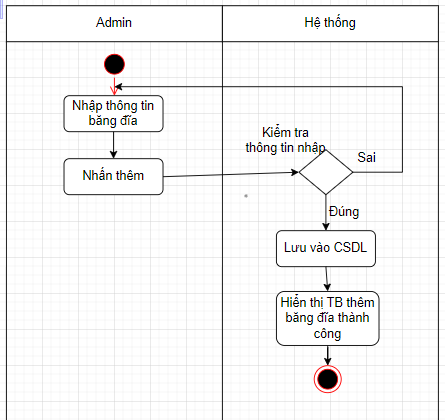 Admin
Hệ thống
Nhập thông tin
băng đĩa
Nhấn thêm
Kiểm tra
thông tin nhập
Sai
Đúng
Lưu vào CSDL
Hiển thị TB thêm
băng đĩa thành
công